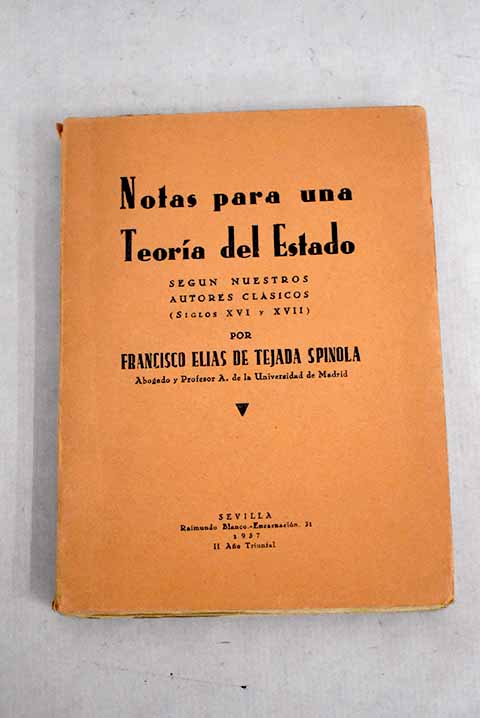 Notas para una
Teoría del Estado
SEGUN NUESTROS
AUTORES CLÁSICOS
(SIGLOS XVI Y XVII)
POR
FRANCISCO ELIAS DE TEJADA SPINOLA
Abogado y Profesor A. de la Universidad de Madrid
SEVILLA
Raimundo Blanco.-Encarnación, 31
1937
II Año Triunfal